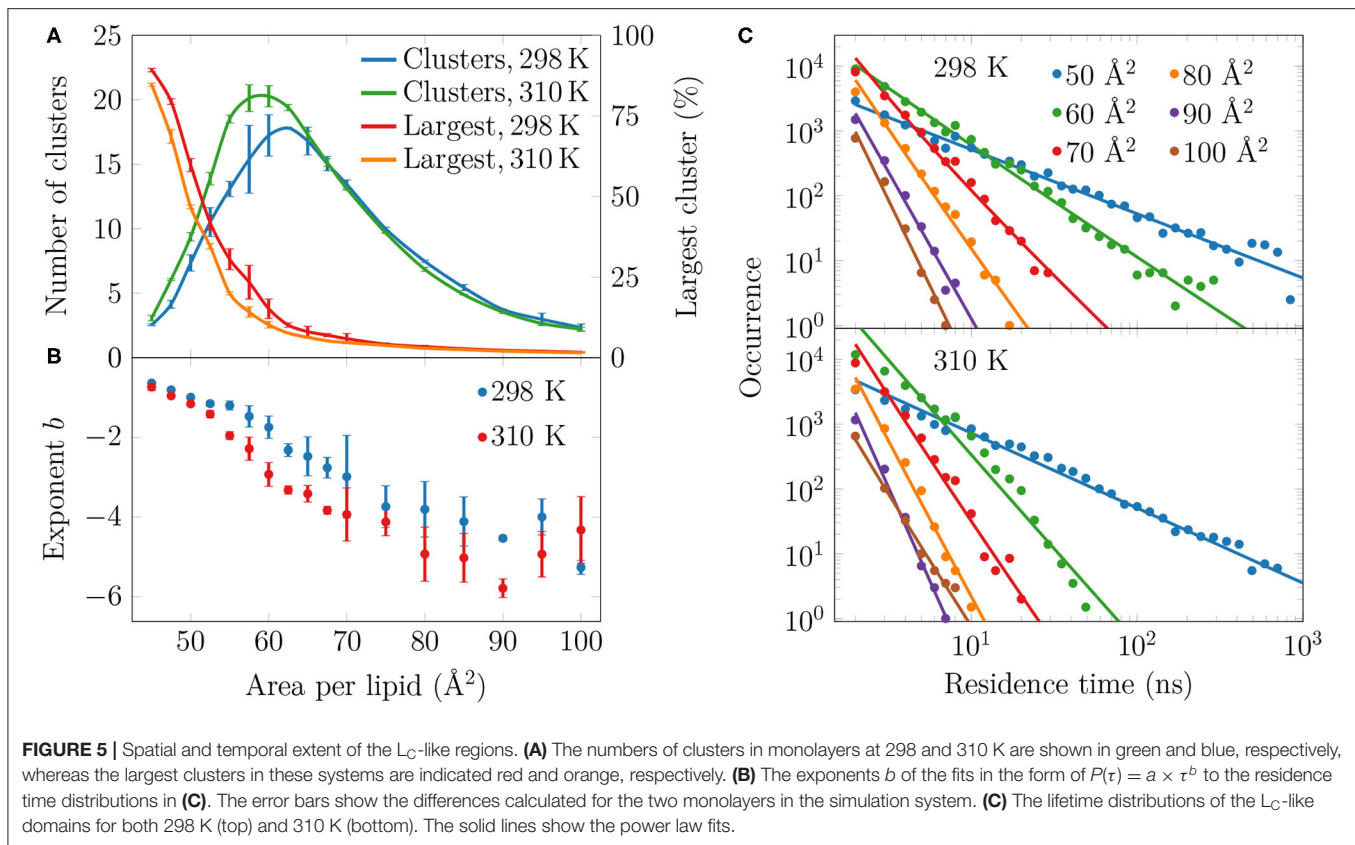 A
25
20
15
10
5
0
Number of clusters
Clusters, 298 K
Clusters, 310 K
Largest, 298 K
Largest, 310 K
100
75
50
25
0
Largest cluster (%)
B
−2
−4
−6
Exponent b
298 K
310 K
50 60 70 80 90 100
Area per lipid (Å²)
C
10⁴
10³
10²
10¹
10⁰
298 K
50 Å²
60 Å²
70 Å²
80 Å²
90 Å²
100 Å²
Occurrence
10⁴
10³
10²
10¹
10⁰
310 K
10¹ 10² 10³
Residence time (ns)
FIGURE 5 | Spatial and temporal extent of the L_C-like regions. (A) The numbers of clusters in monolayers at 298 and 310 K are shown in green and blue, respectively,
whereas the largest clusters in these systems are indicated red and orange, respectively. (B) The exponents b of the fits in the form of P(τ) = a × τ^b to the residence
time distributions in (C). The error bars show the differences calculated for the two monolayers in the simulation system. (C) The lifetime distributions of the L_C-like
domains for both 298 K (top) and 310 K (bottom). The solid lines show the power law fits.